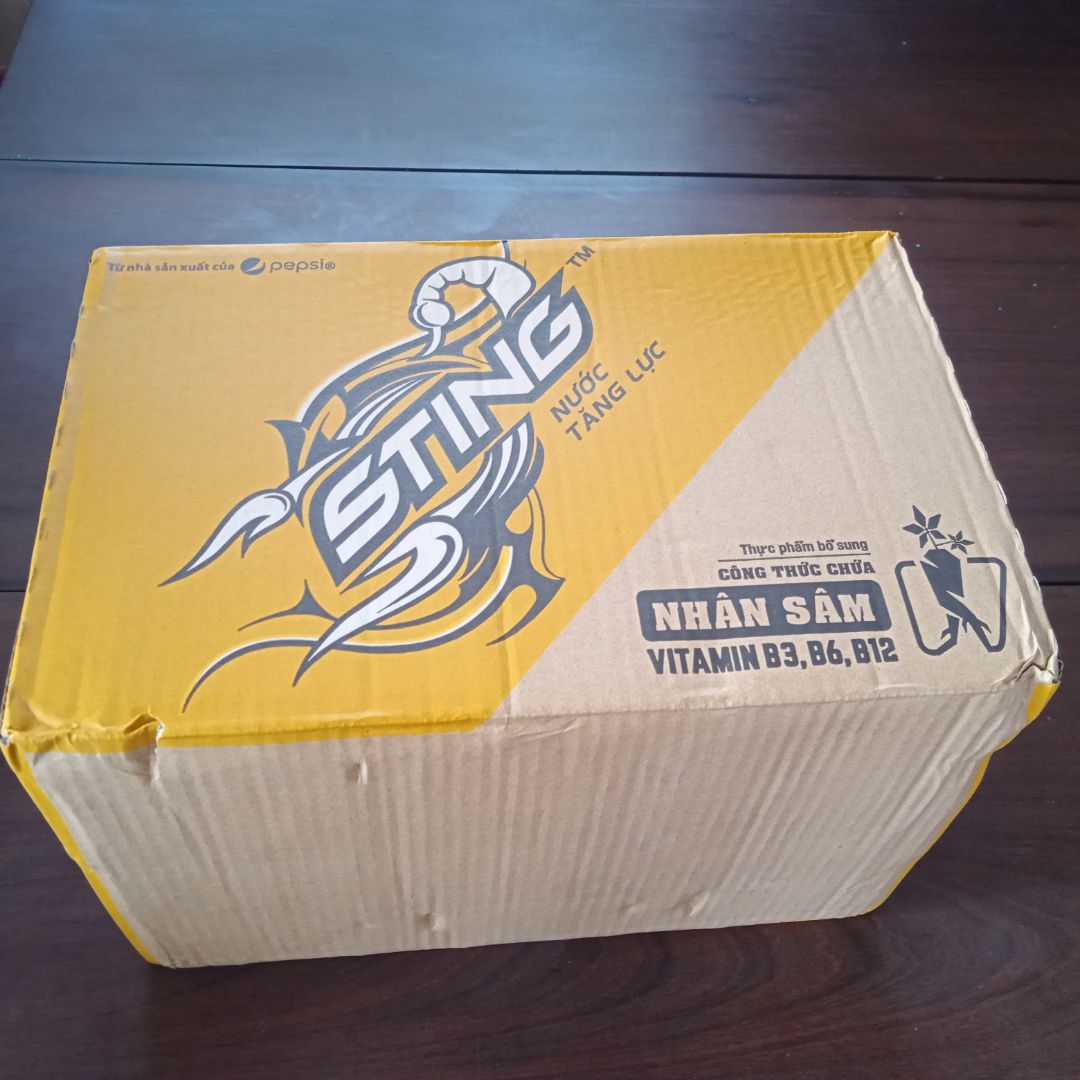 Từ nhà sản xuất của pepsi®
STING™
NƯỚC
TĂNG LỰC
Thực phẩm bổ sung
CÔNG THỨC CHỨA
NHÂN SÂM
VITAMIN B3, B6, B12